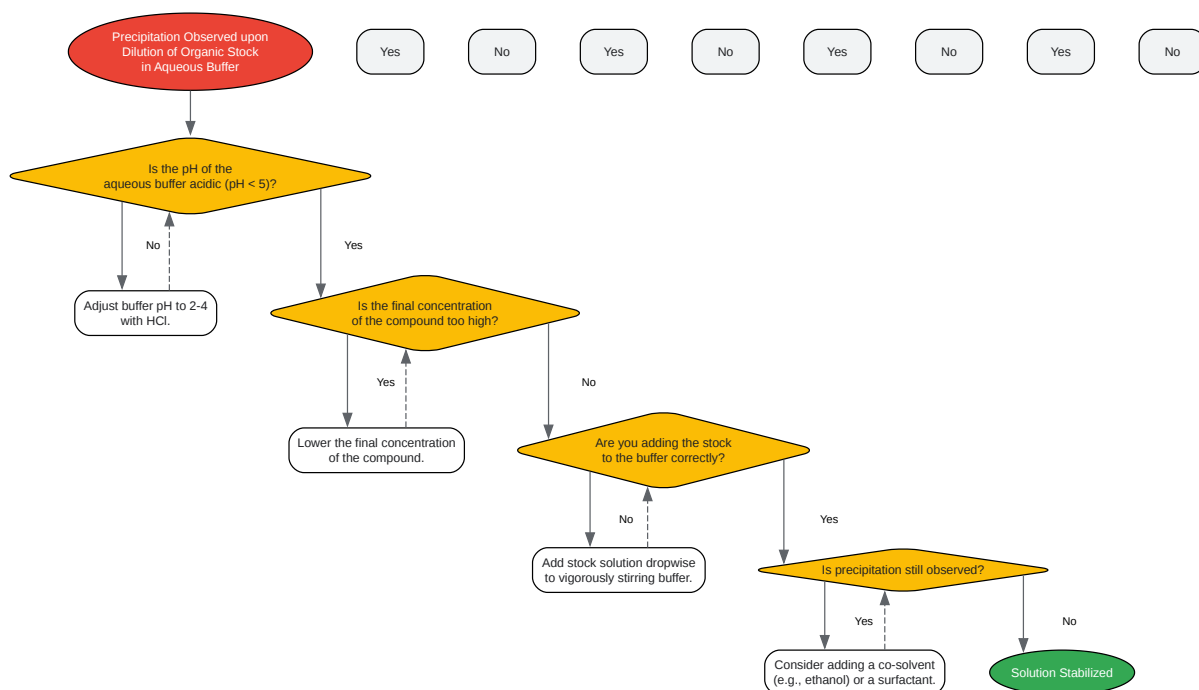 Precipitation Observed upon
Dilution of Organic Stock
in Aqueous Buffer
Yes
No
Yes
No
Yes
No
Yes
No
Is the pH of the
aqueous buffer acidic (pH < 5)?
No
Yes
Adjust buffer pH to 2-4
with HCl.
Is the final concentration
of the compound too high?
Yes
No
Lower the final concentration
of the compound.
Are you adding the stock
to the buffer correctly?
No
Yes
Add stock solution dropwise
to vigorously stirring buffer.
Is precipitation still observed?
Yes
No
Consider adding a co-solvent
(e.g., ethanol) or a surfactant.
Solution Stabilized